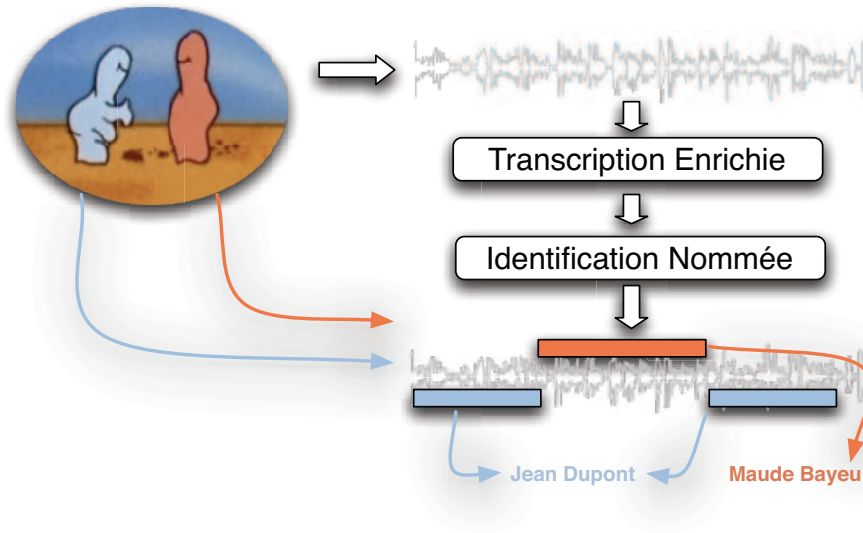 Transcription Enrichie
Identification Nommée
Jean Dupont
Maude Bayeu